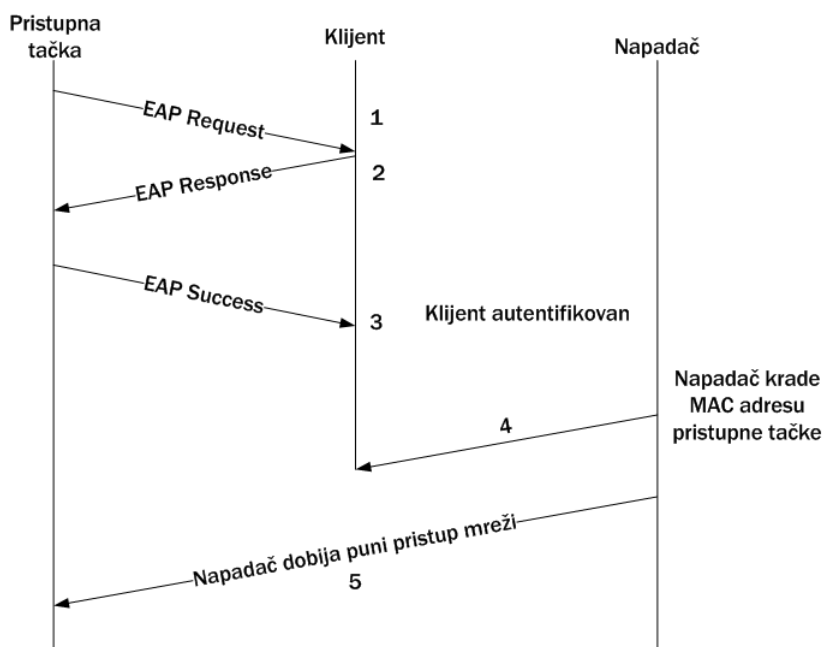 Pristupna
tačka
Klijent
Napadač
EAP Request
1
EAP Response
2
EAP Success
3
Klijent autentifikovan
Napadač krade
MAC adresu
pristupne tačke
4
Napadač dobija puni pristup mreži
5